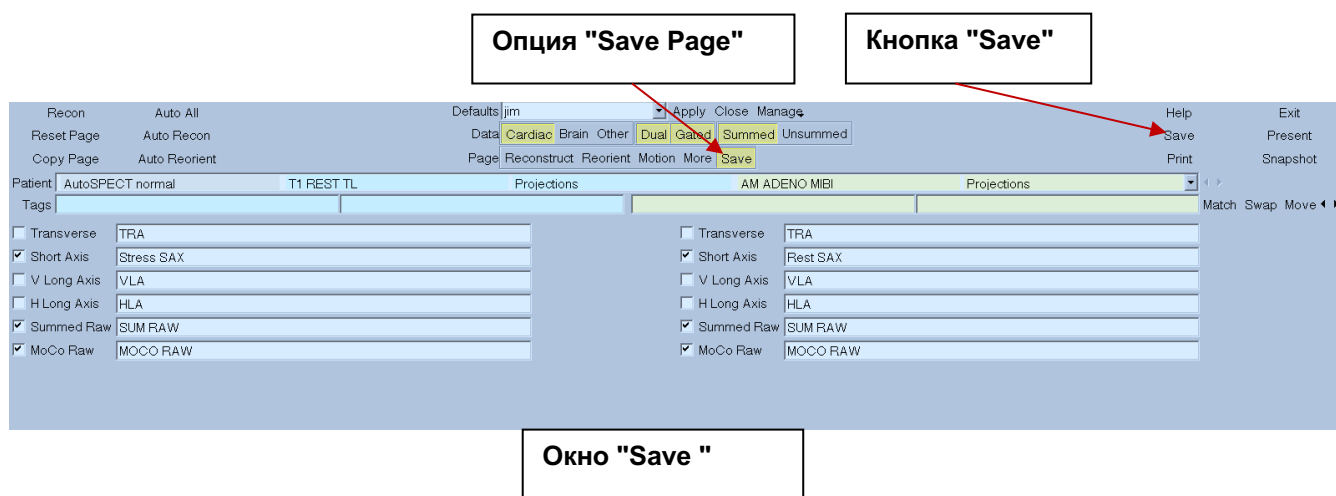 Опция "Save Page"
Кнопка "Save"
Recon Auto All Defaults jim Apply Close Manage Help Exit
Reset Page Auto Recon Data Cardiac Brain Other Dual Gated Summed Unsummed Save Present
Copy Page Auto Reorient Page Reconstruct Reorient Motion More Save Print Snapshot
Patient AutoSPECT normal T1 REST TL Projections AM ADENO MIBI Projections
Tags Match Swap Move
Transverse TRA Transverse TRA
Short Axis Stress SAX Short Axis Rest SAX
V Long Axis VLA V Long Axis VLA
H Long Axis HLA H Long Axis HLA
Summed Raw SUM RAW Summed Raw SUM RAW
MoCo Raw MOCO RAW MoCo Raw MOCO RAW
Окно "Save "